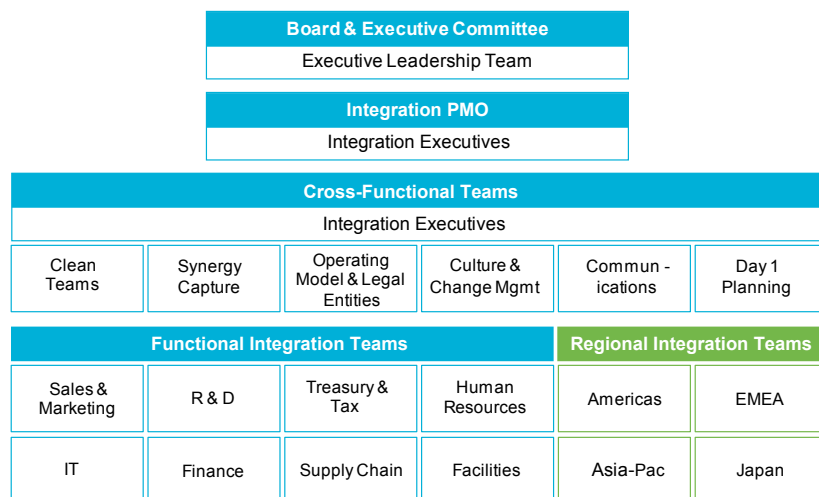 Board & Executive Committee
Executive Leadership Team
Integration PMO
Integration Executives
Cross-Functional Teams
Integration Executives
Clean
Teams
Synergy
Capture
Operating
Model & Legal
Entities
Culture &
Change Mgmt
Commun -
ications
Day 1
Planning
Functional Integration Teams
Regional Integration Teams
Sales &
Marketing
R & D
Treasury &
Tax
Human
Resources
Americas
EMEA
IT
Finance
Supply Chain
Facilities
Asia-Pac
Japan